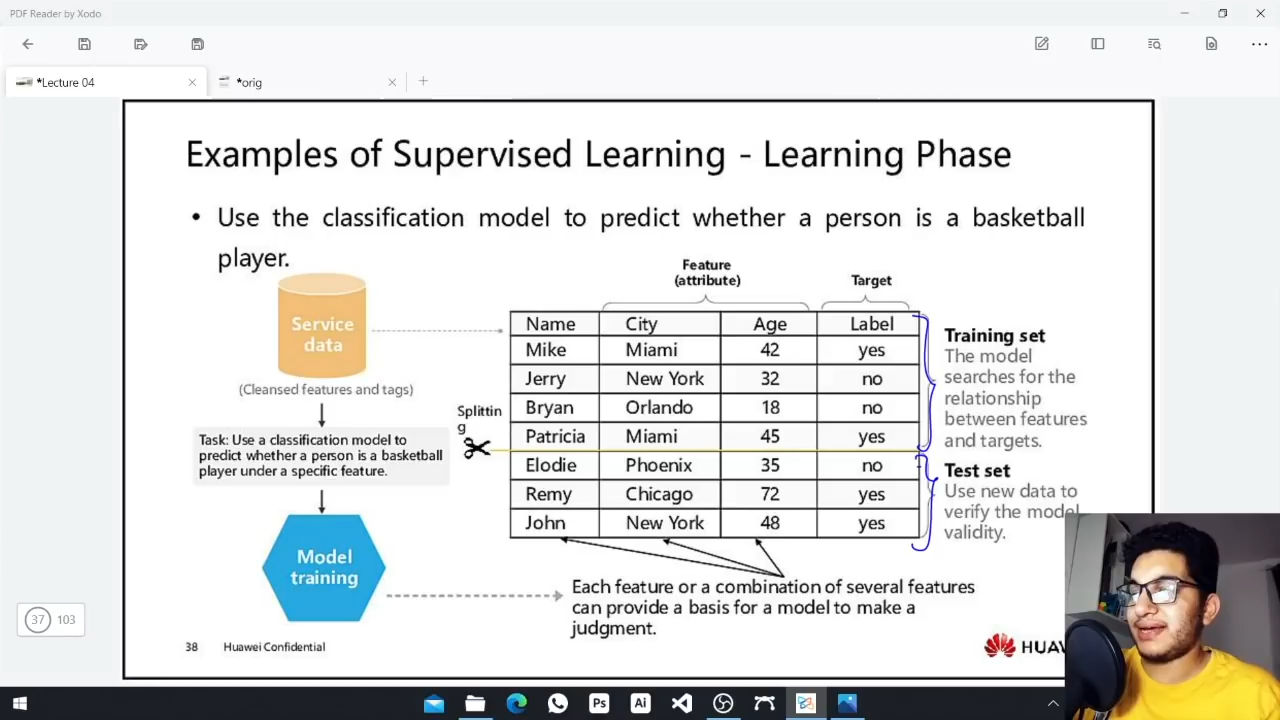 PDF Reader by Xodo
*Lecture 04
*orig
Examples of Supervised Learning - Learning Phase
• Use the classification model to predict whether a person is a basketball
player.
Feature
(attribute)
Target
Service
data
(Cleansed features and tags)
Task: Use a classification model to
predict whether a person is a basketball
player under a specific feature.
Model
training
Splittin
g
Name City Age Label
Mike Miami 42 yes
Jerry New York 32 no
Bryan Orlando 18 no
Patricia Miami 45 yes
Elodie Phoenix 35 no
Remy Chicago 72 yes
John New York 48 yes
Training set
The model
searches for the
relationship
between features
and targets.
Test set
Use new data to
verify the model
validity.
Each feature or a combination of several features
can provide a basis for a model to make a
judgment.
38 Huawei Confidential
37 103
Ps
Ai